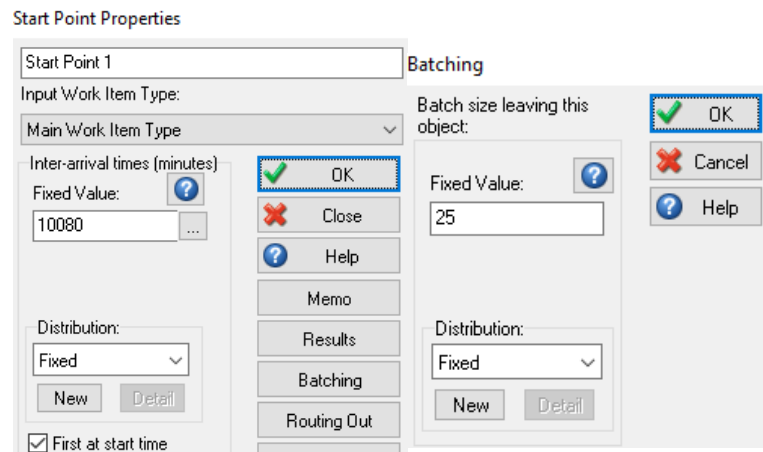 Start Point Properties
Start Point 1
Input Work Item Type:
Main Work Item Type
Inter-arrival times (minutes)
Fixed Value:
10080
...
Distribution:
Fixed
New
Detail
First at start time
OK
Close
Help
Memo
Results
Batching
Routing Out
Batching
Batch size leaving this
object:
Fixed Value:
25
Distribution:
Fixed
New
Detail
OK
Cancel
Help